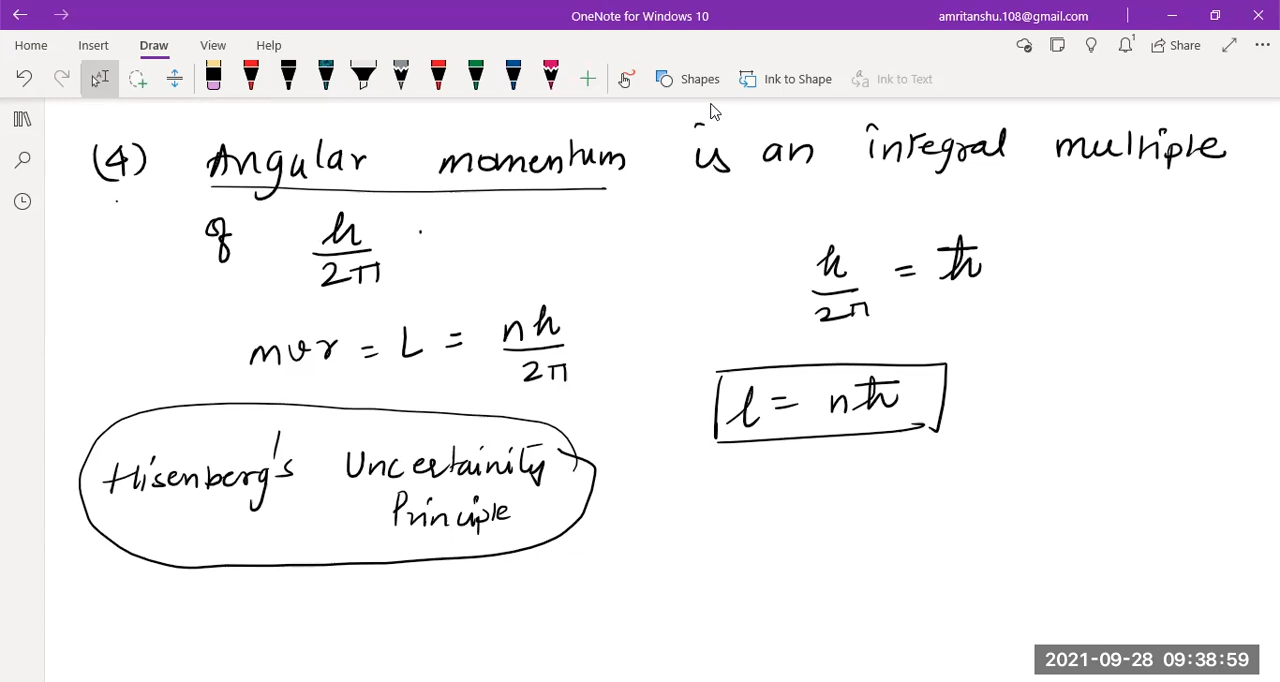 OneNote for Windows 10
amritanshu.108@gmail.com
Home Insert Draw View Help
1
Share
Shapes
Ink to Shape
Ink to Text
(4) Angular momentum is an integral multiple
of h/2π
h/2π = ħ
mvr = L = nh/2π
l = nħ
Hisenberg's Uncertainity
Principle
2021-09-28 09:38:59